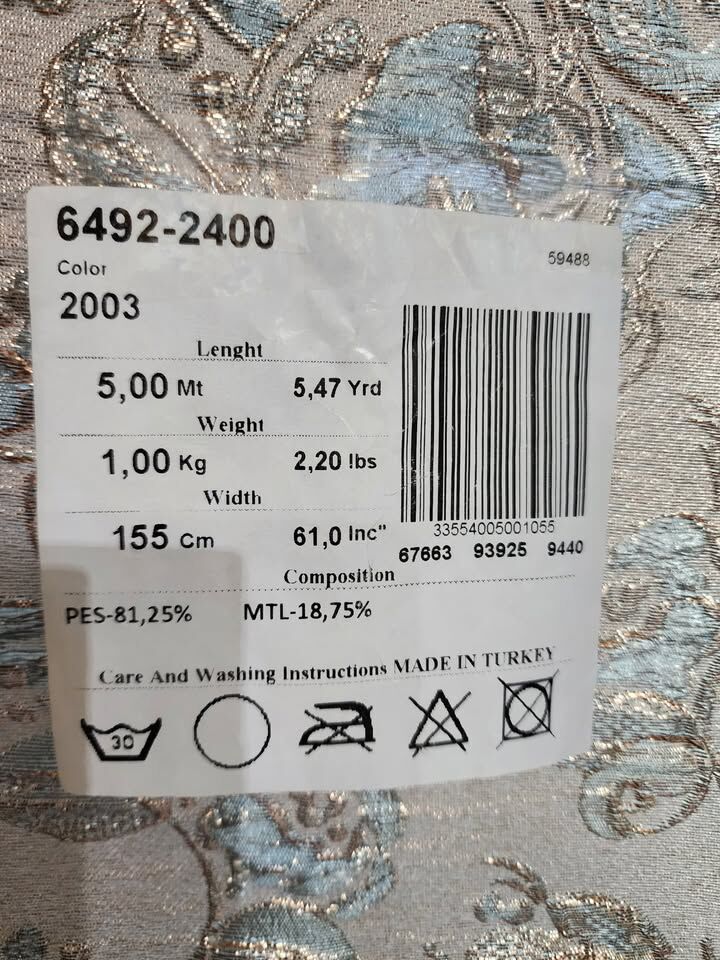 6492-2400
59488
Color
2003
Lenght
5,00 Mt 5,47 Yrd
Weight
1,00 Kg 2,20 lbs
Width
155 Cm 61,0 Inc"
33554005001055
67663 93925 9440
Composition
PES-81,25% MTL-18,75%
Care And Washing Instructions MADE IN TURKEY
30